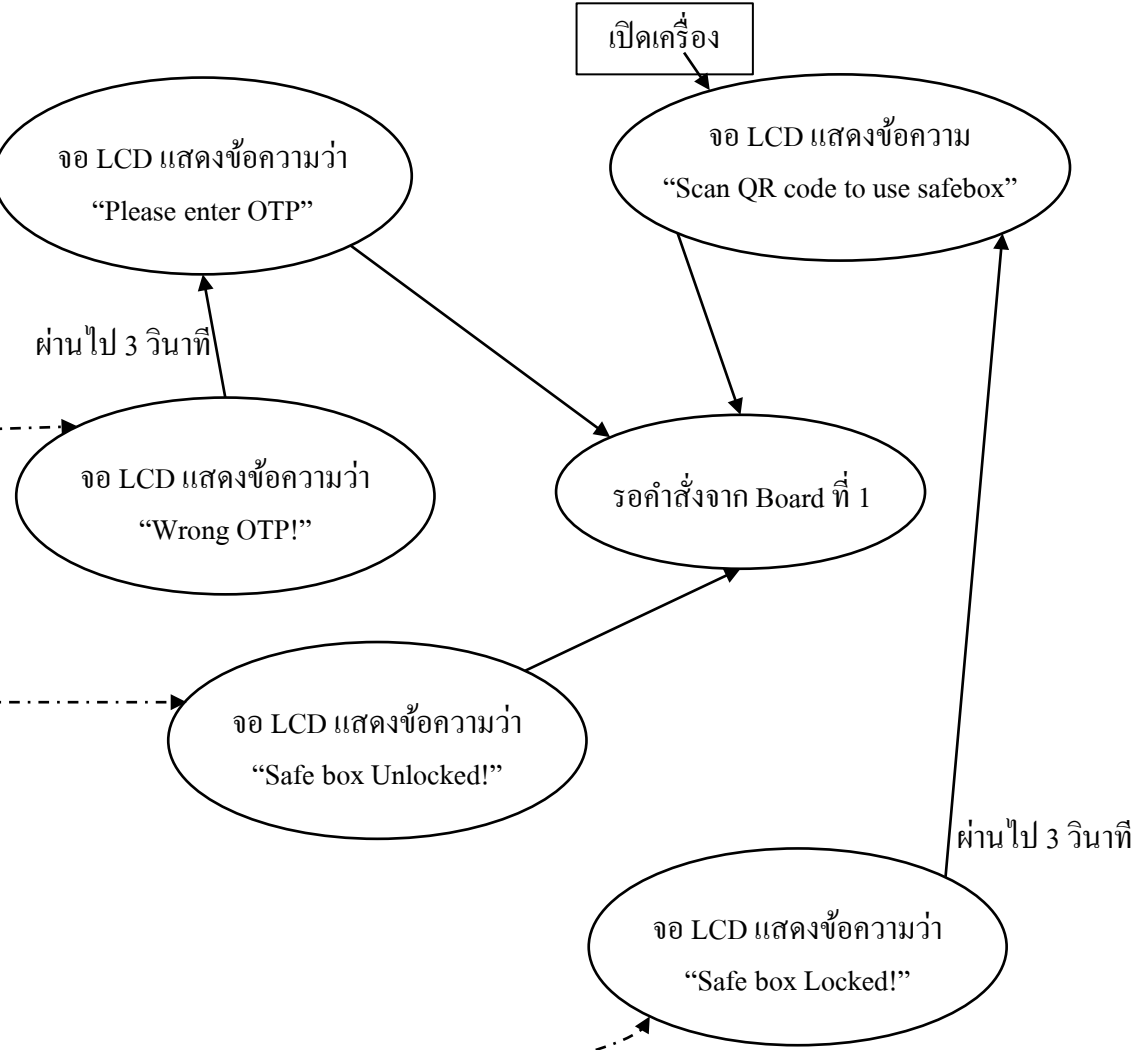 เปิดเครื่อง
จอ LCD แสดงข้อความว่า
“Please enter OTP”
จอ LCD แสดงข้อความ
“Scan QR code to use safebox”
ผ่านไป 3 วินาที
จอ LCD แสดงข้อความว่า
“Wrong OTP!”
รอคำสั่งจาก Board ที่ 1
จอ LCD แสดงข้อความว่า
“Safe box Unlocked!”
ผ่านไป 3 วินาที
จอ LCD แสดงข้อความว่า
“Safe box Locked!”